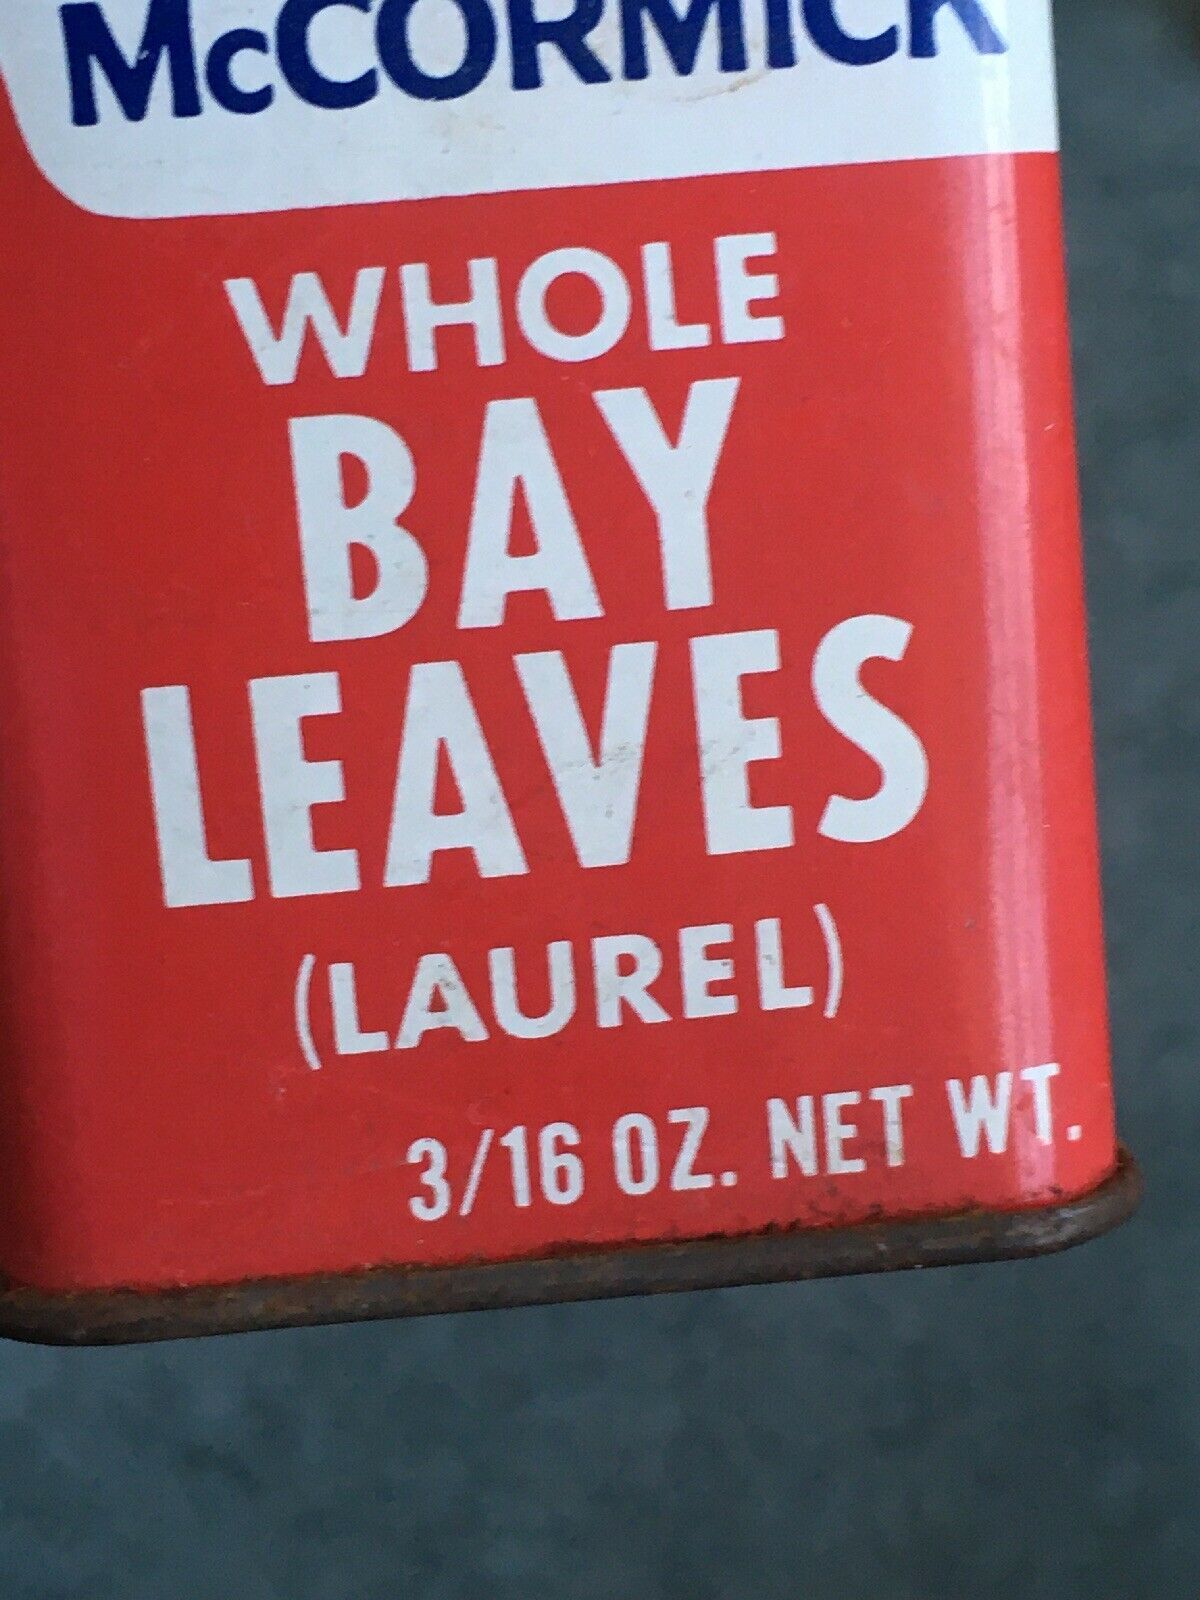 McCORMICK
WHOLE
BAY
LEAVES
(LAUREL)
3/16 OZ. NET WT.